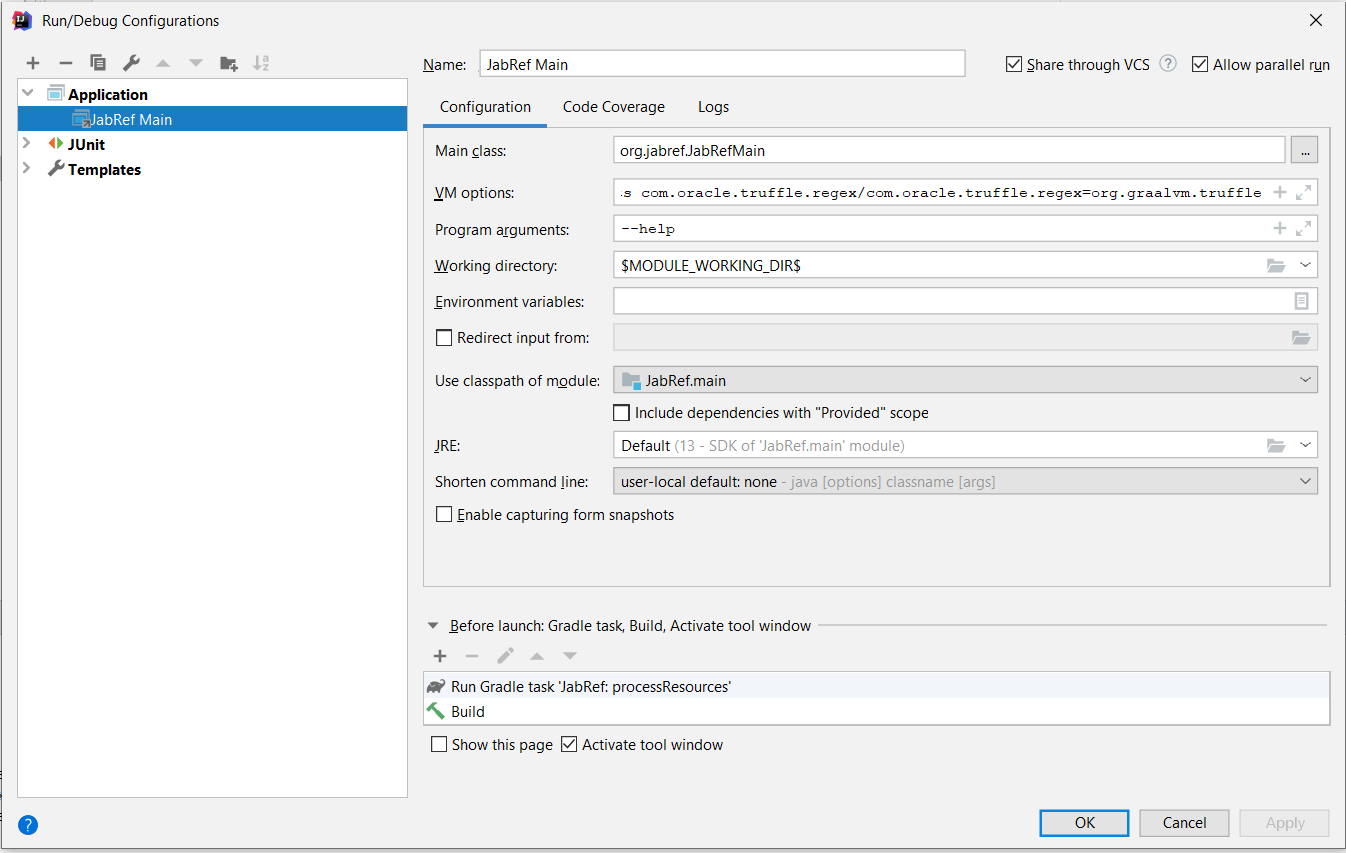 Run/Debug Configurations
Name: JabRef Main
Share through VCS ? Allow parallel run
Application
JabRef Main
JUnit
Templates
Configuration Code Coverage Logs
Main class: org.jabref.JabRefMain ...
VM options: s com.oracle.truffle.regex/com.oracle.truffle.regex=org.graalvm.truffle
Program arguments: --help
Working directory: $MODULE_WORKING_DIR$
Environment variables:
Redirect input from:
Use classpath of module: JabRef.main
Include dependencies with "Provided" scope
JRE: Default (13 - SDK of 'JabRef.main' module)
Shorten command line: user-local default: none - java [options] classname [args]
Enable capturing form snapshots
Before launch: Gradle task, Build, Activate tool window
Run Gradle task 'JabRef: processResources'
Build
Show this page Activate tool window
? OK Cancel Apply